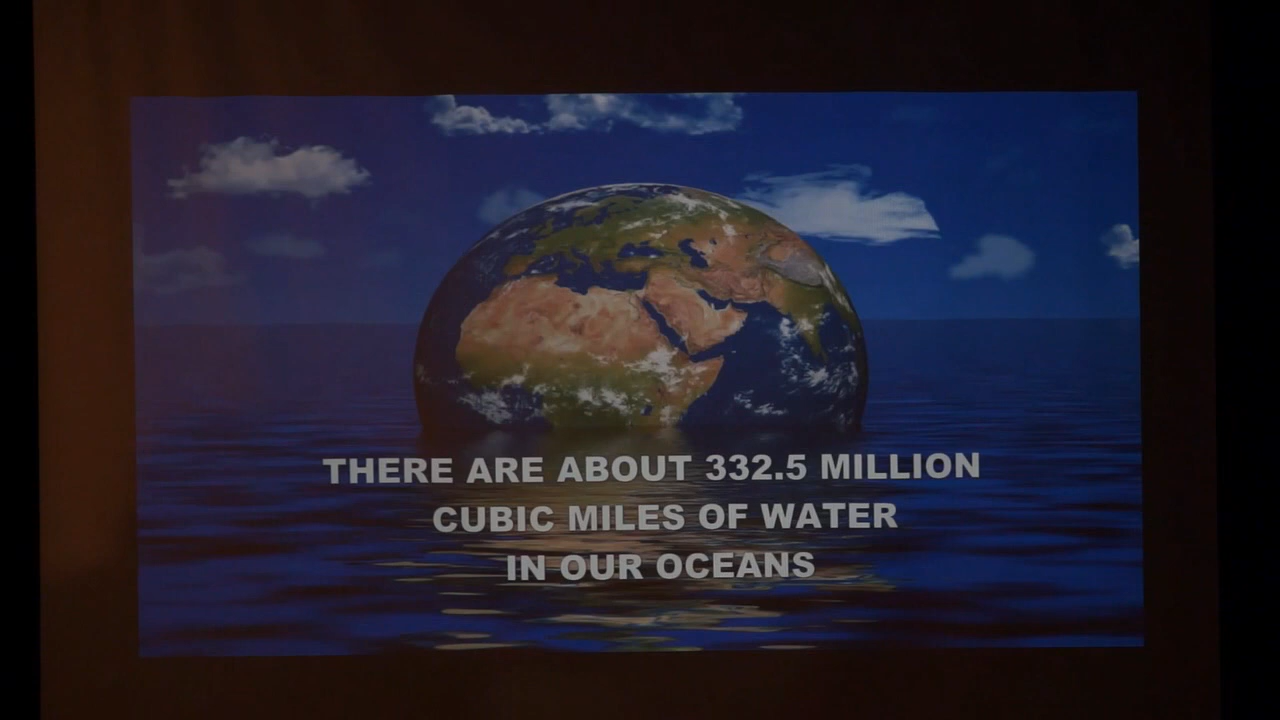 THERE ARE ABOUT 332.5 MILLION
CUBIC MILES OF WATER
IN OUR OCEANS